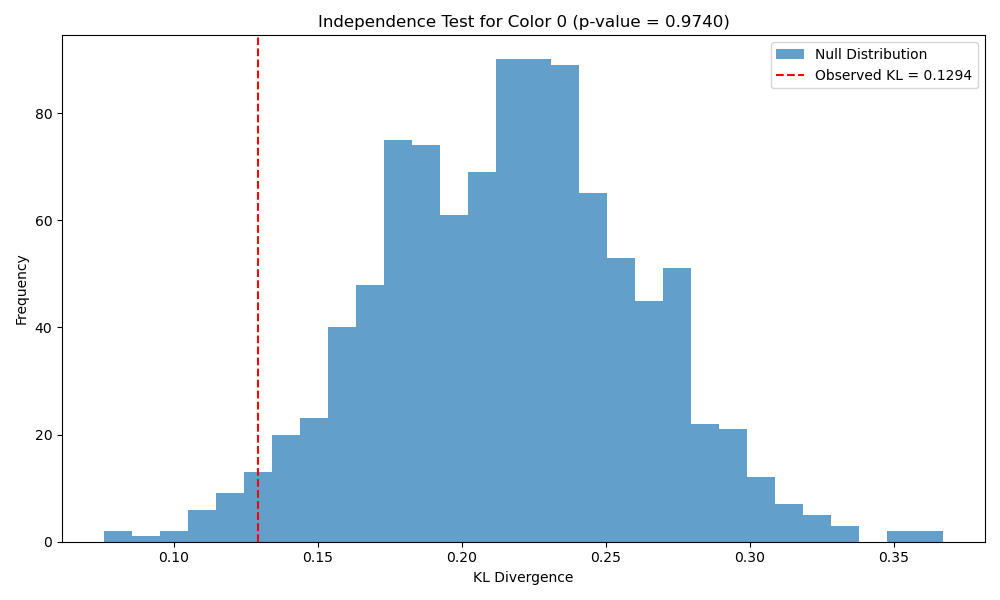 Independence Test for Color 0 (p-value = 0.9740)
Null Distribution
Observed KL = 0.1294
80
60
40
20
0
Frequency
0.10 0.15 0.20 0.25 0.30 0.35
KL Divergence